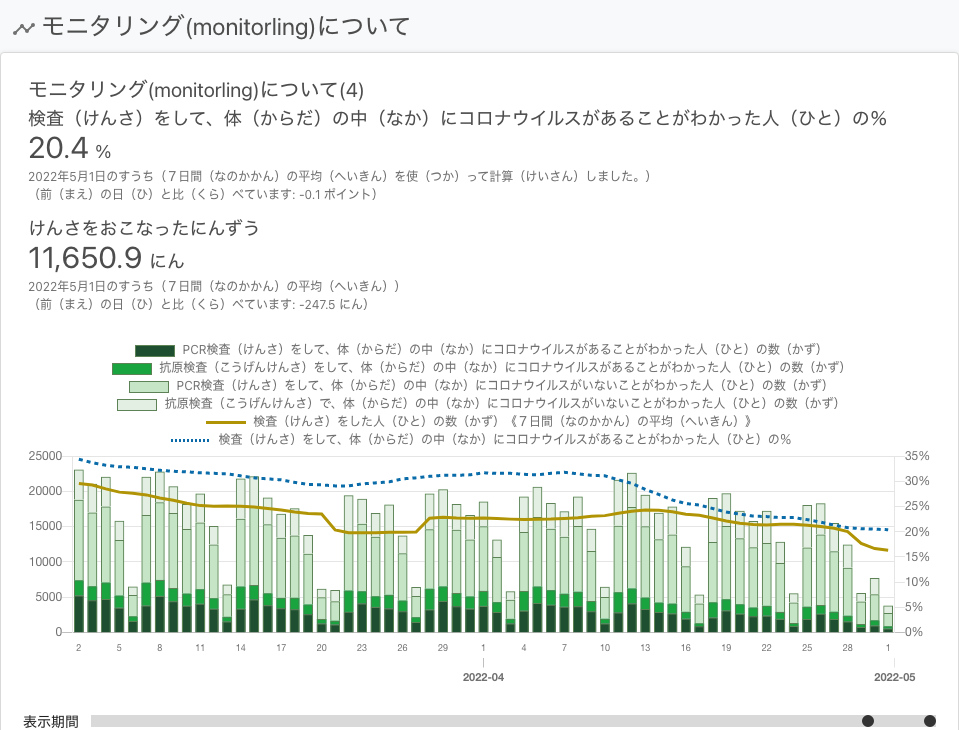 モニタリング(monitorling)について
モニタリング(monitorling)について(4)
検査（けんさ）をして、体（からだ）の中（なか）にコロナウイルスがあることがわかった人（ひと）の%
20.4 %
2022年5月1日のすうち（７日間（なのかかん）の平均（へいきん）を使（つか）って計算（けいさん）しました。）
（前（まえ）の日（ひ）と比（くら）べています: -0.1 ポイント）
けんさをおこなったにんずう
11,650.9 にん
2022年5月1日のすうち（７日間（なのかかん）の平均（へいきん））
（前（まえ）の日（ひ）と比（くら）べています: -247.5 にん）
PCR検査（けんさ）をして、体（からだ）の中（なか）にコロナウイルスがあることがわかった人（ひと）の数（かず）
抗原検査（こうげんけんさ）をして、体（からだ）の中（なか）にコロナウイルスがあることがわかった人（ひと）の数（かず）
PCR検査（けんさ）をして、体（からだ）の中（なか）にコロナウイルスがいないことがわかった人（ひと）の数（かず）
抗原検査（こうげんけんさ）で、体（からだ）の中（なか）にコロナウイルスがいないことがわかった人（ひと）の数（かず）
検査（けんさ）をした人（ひと）の数（かず）《７日間（なのかかん）の平均（へいきん）》
検査（けんさ）をして、体（からだ）の中（なか）にコロナウイルスがあることがわかった人（ひと）の%
25000 35%
20000 30%
25%
15000 20%
10000 15%
10%
5000 5%
0 0%
2 5 8 11 14 17 20 23 26 29 1 4 7 10 13 16 19 22 25 28 1
2022-04 2022-05
表示期間